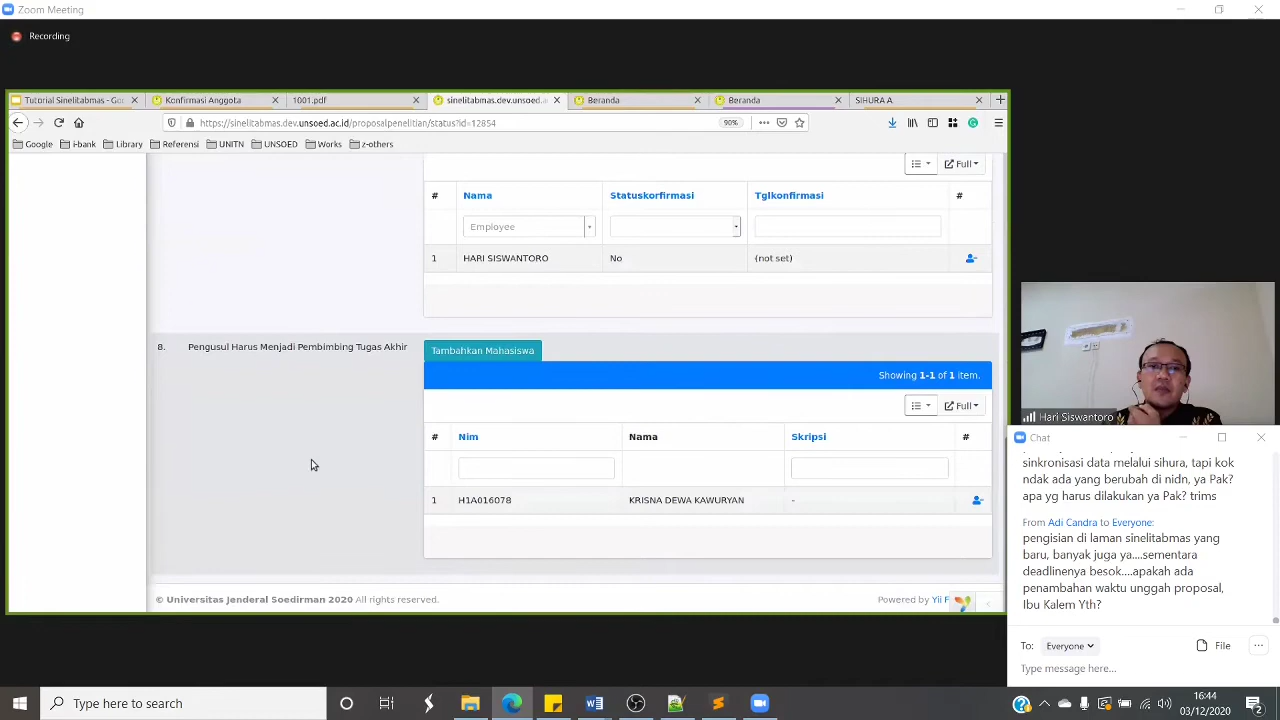 Zoom Meeting
Recording
Tutorial Sinelitabmas - Go
Konfirmasi Anggota
1001.pdf
sinelitabmas.dev.unsoed.a
Beranda
Beranda
SIHURA A
https://sinelitabmas.dev.unsoed.ac.id/proposalpenelitian/status?id=12854
90%
Google
i-bank
Library
Referensi
UNITN
UNSOED
Works
z-others
Full
# Nama Statuskorfirmasi Tglkonfirmasi #
Employee
1 HARI SISWANTORO No (not set)
8. Pengusul Harus Menjadi Pembimbing Tugas Akhir
Tambahkan Mahasiswa
Showing 1-1 of 1 item.
Full
# Nim Nama Skripsi #
1 H1A016078 KRISNA DEWA KAWURYAN -
© Universitas Jenderal Soedirman 2020 All rights reserved.
Powered by Yii F
Hari Siswantoro
Chat
sinkronisasi data melalui sihura, tapi kok
ndak ada yang berubah di nidn, ya Pak?
apa yg harus dilakukan ya Pak? trims
From Adi Candra to Everyone:
pengisian di laman sinelitabmas yang
baru, banyak juga ya....sementara
deadlinenya besok....apakah ada
penambahan waktu unggah proposal,
Ibu Kalem Yth?
To: Everyone
File
Type message here...
Type here to search
16:44
03/12/2020
2